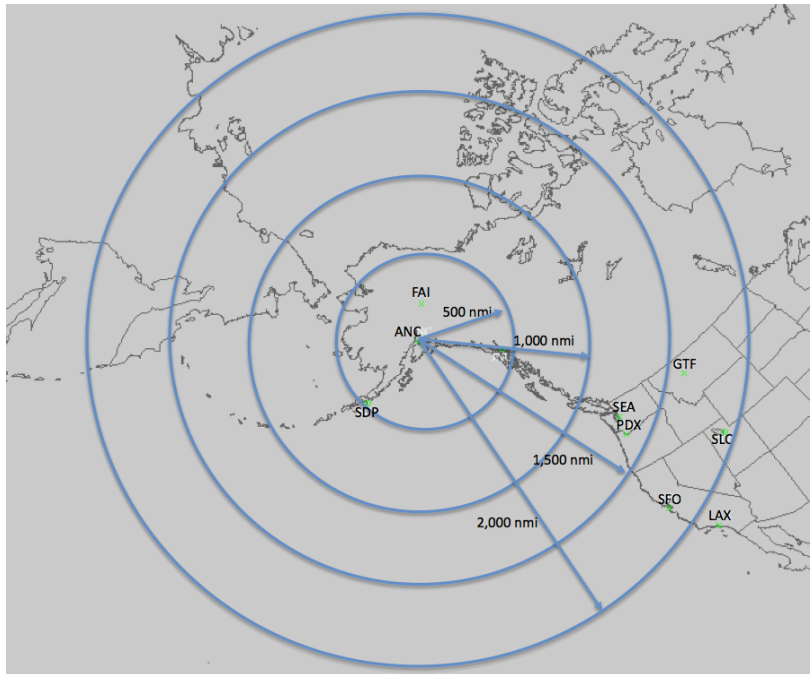 FAI
500 nmi
ANC
1,000 nmi
GTF
SDP
SEA
PDX
SLC
1,500 nmi
SFO
LAX
2,000 nmi